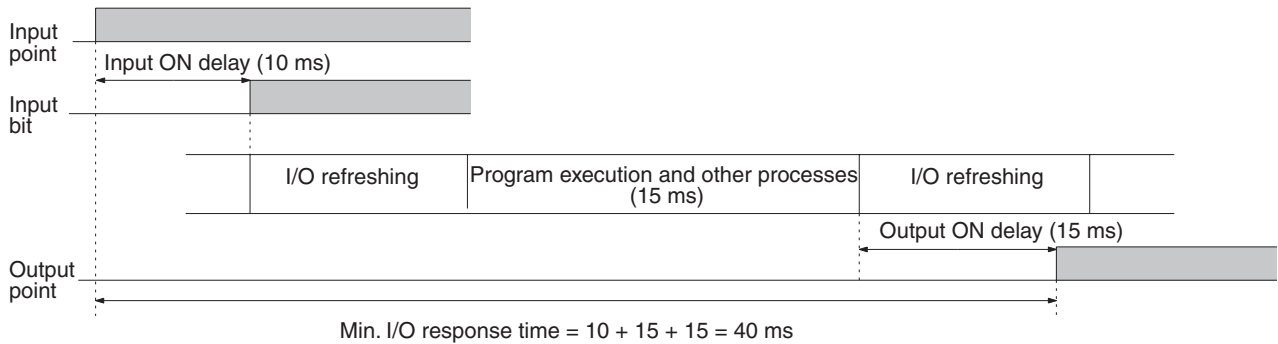 Input
point
Input ON delay (10 ms)
Input
bit
I/O refreshing
Program execution and other processes
(15 ms)
I/O refreshing
Output ON delay (15 ms)
Output
point
Min. I/O response time = 10 + 15 + 15 = 40 ms